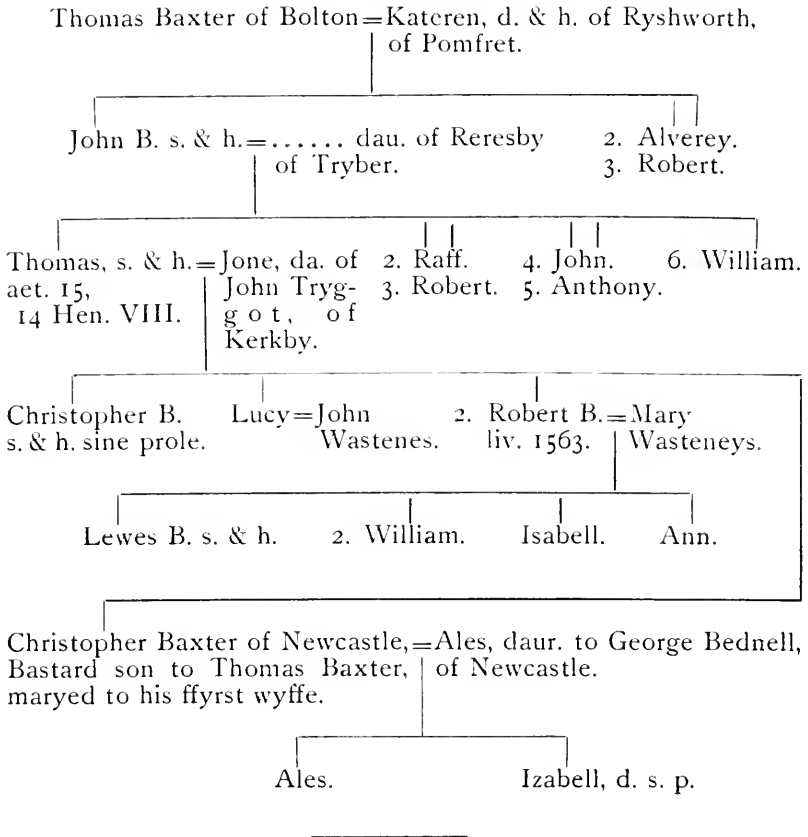 Thomas Baxter of Bolton=Kateren, d. & h. of Ryshworth,
of Pomfret.
John B. s. & h.=...... dau. of Reresby
of Tryber.
2. Alverey.
3. Robert.
Thomas, s. & h.=Jone, da. of
aet. 15,
14 Hen. VIII.
John Tryg-
got, of
Kerkby.
2. Raff.
3. Robert.
4. John.
5. Anthony.
6. William.
Christopher B.
s. & h. sine prole.
Lucy=John
Wastenes.
2. Robert B.=Mary
liv. 1563.
Wasteneys.
Lewes B. s. & h.
2. William.
Isabell.
Ann.
Christopher Baxter of Newcastle,=Ales, daur. to George Bednell,
Bastard son to Thomas Baxter,
of Newcastle.
maryed to his ffyrst wyffe.
Ales.
Izabell, d. s. p.